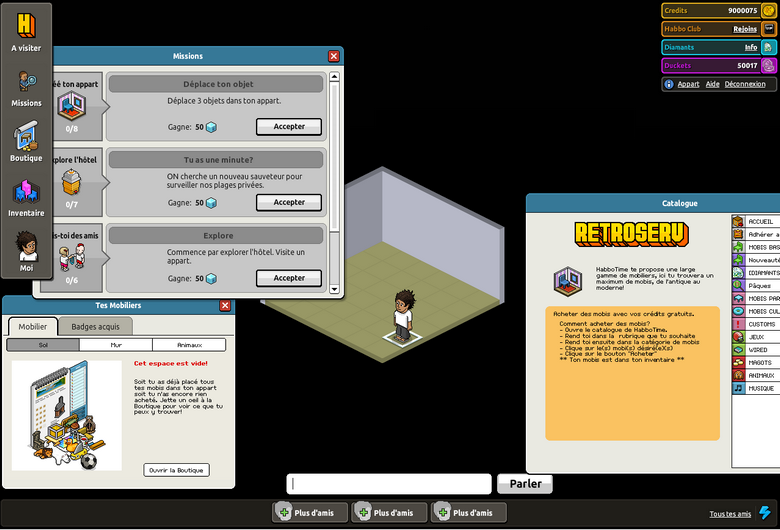 A visiter
Missions
Boutique
Inventaire
Moi
Missions
éé ton appart
0/8
Déplace ton objet
Déplace 3 objets dans ton appart.
Gagne: 50
Accepter
plore l'hôtel
0/7
Tu as une minute?
ON cherche un nouveau sauveteur pour
surveiller nos plages privées.
Gagne: 50
Accepter
is-toi des amis
0/6
Explore
Commence par explorer l'hôtel. Visite un
appart.
Gagne: 50
Accepter
Credits 9000075
Habbo Club Rejoins
Diamants Info
Duckets 50017
Appart Aide Déconnexion
Tes Mobiliers
Mobilier Badges acquis
Sol Mur Animaux
Cet espace est vide!
Soit tu as déjà placé tous
tes mobis dans ton appart
soit tu n'as encore rien
acheté. Jette un oeil à la
Boutique pour voir ce que tu
peux y trouver!
Ouvrir la Boutique
Catalogue
RETROSERV
HabboTime te propose une large
gamme de mobiliers, ici tu trouvera un
maximum de mobis, de l'antique au
moderne!
Acheter des mobis avec vos crédits gratuits.
Comment acheter des mobis?
- Ouvre le catalogue de HabboTime.
- Rend toi dans la rubrique que tu souhaite
- Rend toi ensuite dans la catégorie de mobis
- Clique sur le(s) mobi(s) désiré(e)(s)
- Clique sur le bouton "Acheter"
** Ton mobis est dans ton inventaire **
ACCUEIL
Adhérer a
MOBIS BAS
Nouveauté
[DIAMANTS
Pâques
MOBIS PAR
MOBIS CUL
CUSTOMS
JEUX
WIRED
MAGOTS
ANIMAUX
MUSIQUE
Parler
Plus d'amis
Plus d'amis
Plus d'amis
Tous tes amis